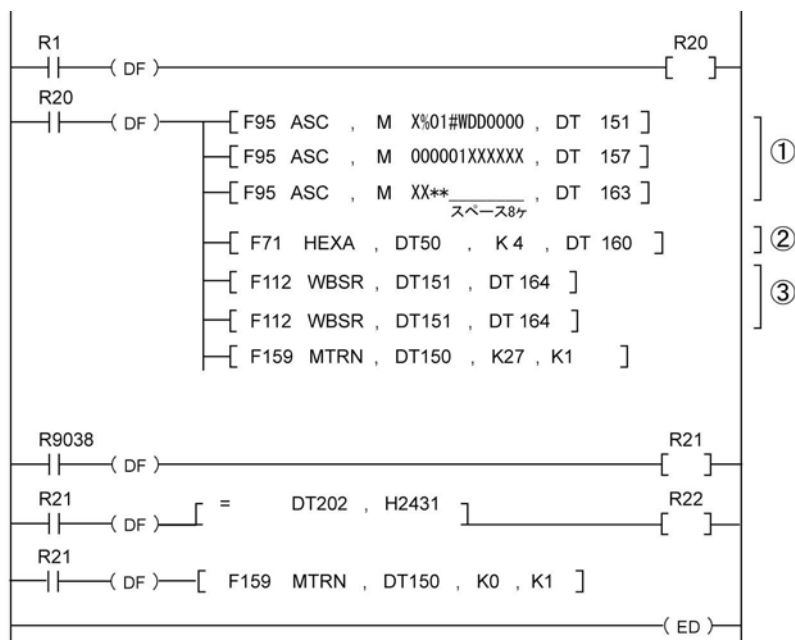 R1
( DF ) R20
R20
( DF ) F95 ASC , M X%01#WDD0000 , DT 151
F95 ASC , M 000001XXXXXX , DT 157 ①
F95 ASC , M XX**________ , DT 163
スペース8ヶ
F71 HEXA , DT50 , K 4 , DT 160 ②
F112 WBSR , DT151 , DT 164 ③
F112 WBSR , DT151 , DT 164
F159 MTRN , DT150 , K27 , K1
R9038 R21
( DF )
R21 = DT202 , H2431 R22
( DF )
R21
( DF ) F159 MTRN , DT150 , K0 , K1
( ED )